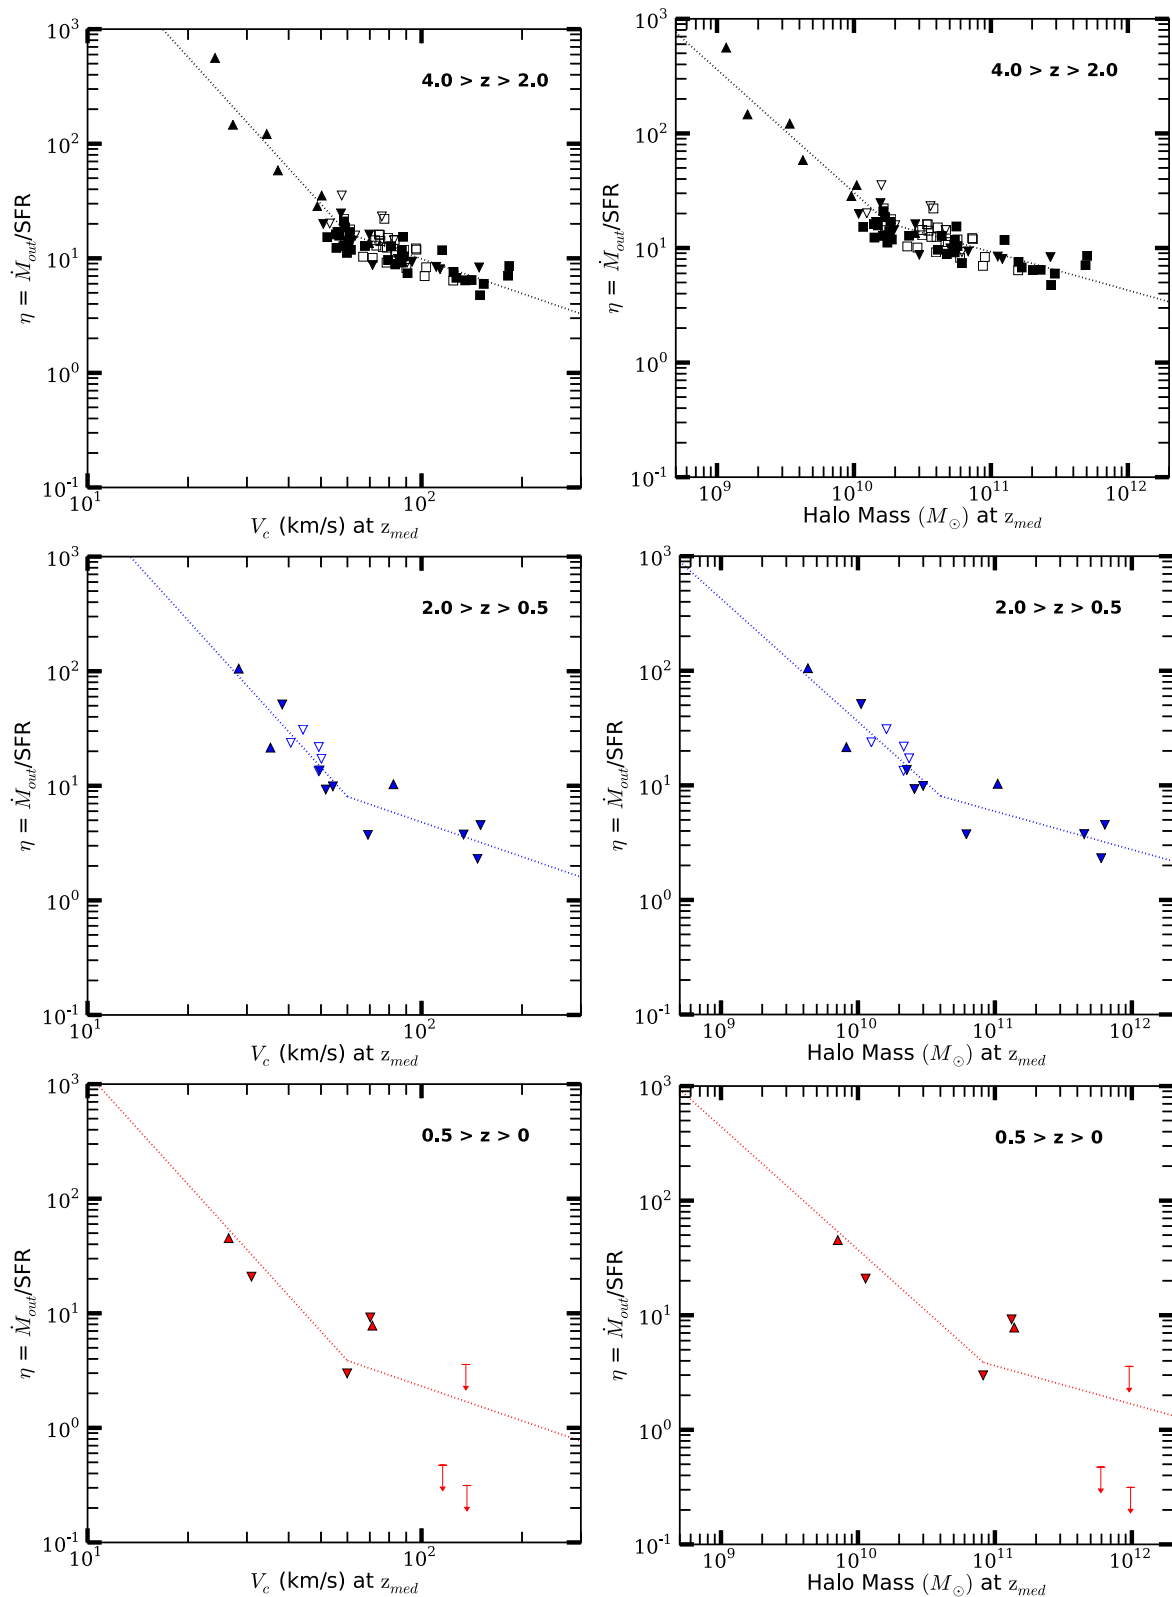 10³
10²
10¹
10⁰
10⁻¹
η = Ṁ_out/SFR
4.0 > z > 2.0
10¹ 10²
V_c (km/s) at z_med
10³
10²
10¹
10⁰
10⁻¹
η = Ṁ_out/SFR
4.0 > z > 2.0
10⁹ 10¹⁰ 10¹¹ 10¹²
Halo Mass (M_⊙) at z_med
10³
10²
10¹
10⁰
10⁻¹
η = Ṁ_out/SFR
2.0 > z > 0.5
10¹ 10²
V_c (km/s) at z_med
10³
10²
10¹
10⁰
10⁻¹
η = Ṁ_out/SFR
2.0 > z > 0.5
10⁹ 10¹⁰ 10¹¹ 10¹²
Halo Mass (M_⊙) at z_med
10³
10²
10¹
10⁰
10⁻¹
η = Ṁ_out/SFR
0.5 > z > 0
10¹ 10²
V_c (km/s) at z_med
10³
10²
10¹
10⁰
10⁻¹
η = Ṁ_out/SFR
0.5 > z > 0
10⁹ 10¹⁰ 10¹¹ 10¹²
Halo Mass (M_⊙) at z_med